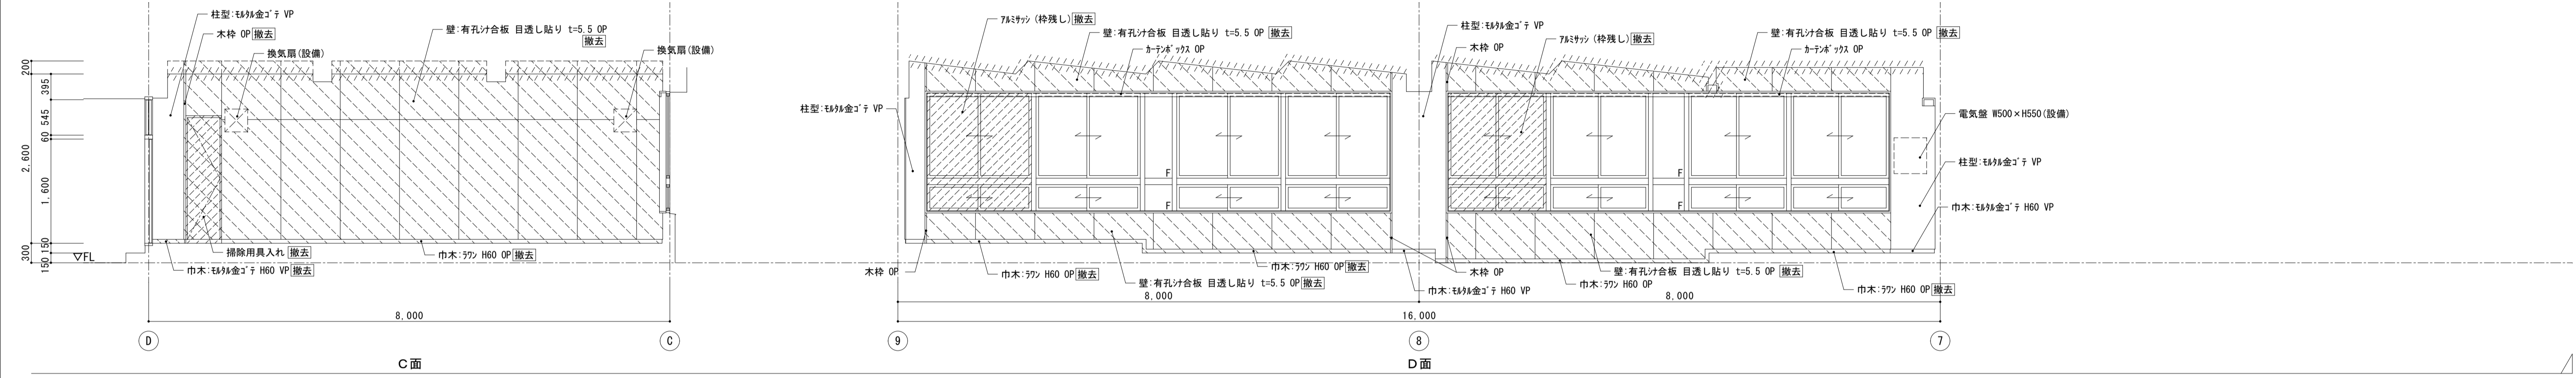 柱型:ﾓﾙﾀﾙ金ｺﾞﾃ VP
木枠 OP 撤去
換気扇(設備)
壁:有孔ｼﾅ合板 目透し貼り t=5.5 OP
撤去
換気扇(設備)
200
395
545
60
2,600
1,600
150
300
150
▽FL
掃除用具入れ 撤去
巾木:ﾓﾙﾀﾙ金ｺﾞﾃ H60 VP 撤去
巾木:ﾗﾜﾝ H60 OP 撤去
8,000
D
C
C面
ｱﾙﾐｻｯｼ (枠残し) 撤去
壁:有孔ｼﾅ合板 目透し貼り t=5.5 OP 撤去
ｶｰﾃﾝﾎﾞｯｸｽ OP
柱型:ﾓﾙﾀﾙ金ｺﾞﾃ VP
木枠 OP
ｱﾙﾐｻｯｼ (枠残し) 撤去
壁:有孔ｼﾅ合板 目透し貼り t=5.5 OP 撤去
ｶｰﾃﾝﾎﾞｯｸｽ OP
柱型:ﾓﾙﾀﾙ金ｺﾞﾃ VP
電気盤 W500×H550(設備)
柱型:ﾓﾙﾀﾙ金ｺﾞﾃ VP
巾木:ﾓﾙﾀﾙ金ｺﾞﾃ H60 VP
F
F
F
F
木枠 OP
巾木:ﾗﾜﾝ H60 OP 撤去
壁:有孔ｼﾅ合板 目透し貼り t=5.5 OP 撤去
巾木:ﾗﾜﾝ H60 OP 撤去
巾木:ﾓﾙﾀﾙ金ｺﾞﾃ H60 VP
木枠 OP
巾木:ﾗﾜﾝ H60 OP
壁:有孔ｼﾅ合板 目透し貼り t=5.5 OP 撤去
巾木:ﾗﾜﾝ H60 OP 撤去
8,000
8,000
16,000
9
8
7
D面